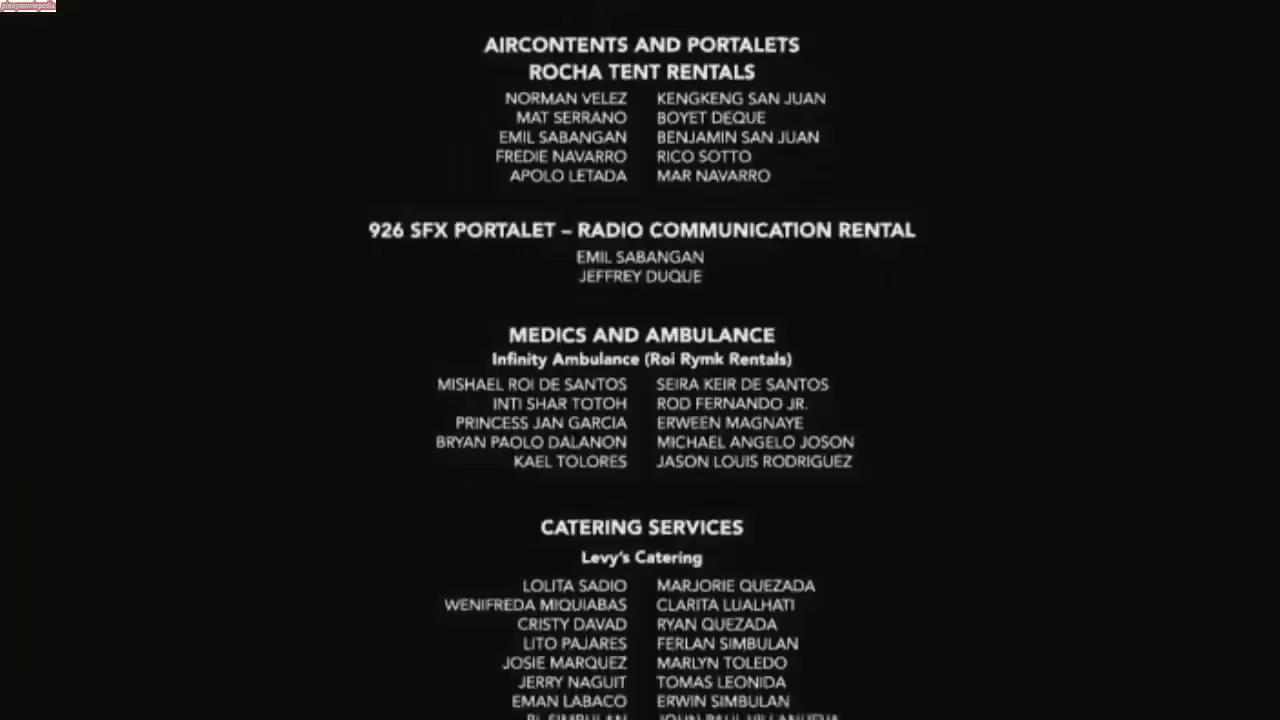 pinoymoviepedia
AIRCONTENTS AND PORTALETS
ROCHA TENT RENTALS
NORMAN VELEZ KENGKENG SAN JUAN
MAT SERRANO BOYET DEQUE
EMIL SABANGAN BENJAMIN SAN JUAN
FREDIE NAVARRO RICO SOTTO
APOLO LETADA MAR NAVARRO
926 SFX PORTALET – RADIO COMMUNICATION RENTAL
EMIL SABANGAN
JEFFREY DUQUE
MEDICS AND AMBULANCE
Infinity Ambulance (Roi Rymk Rentals)
MISHAEL ROI DE SANTOS SEIRA KEIR DE SANTOS
INTI SHAR TOTOH ROD FERNANDO JR.
PRINCESS JAN GARCIA ERWEEN MAGNAYE
BRYAN PAOLO DALANON MICHAEL ANGELO JOSON
KAEL TOLORES JASON LOUIS RODRIGUEZ
CATERING SERVICES
Levy's Catering
LOLITA SADIO MARJORIE QUEZADA
WENIFREDA MIQUIABAS CLARITA LUALHATI
CRISTY DAVAD RYAN QUEZADA
LITO PAJARES FERLAN SIMBULAN
JOSIE MARQUEZ MARLYN TOLEDO
JERRY NAGUIT TOMAS LEONIDA
EMAN LABACO ERWIN SIMBULAN
SIMBULAN JOHN PAUL VILLANUEVA